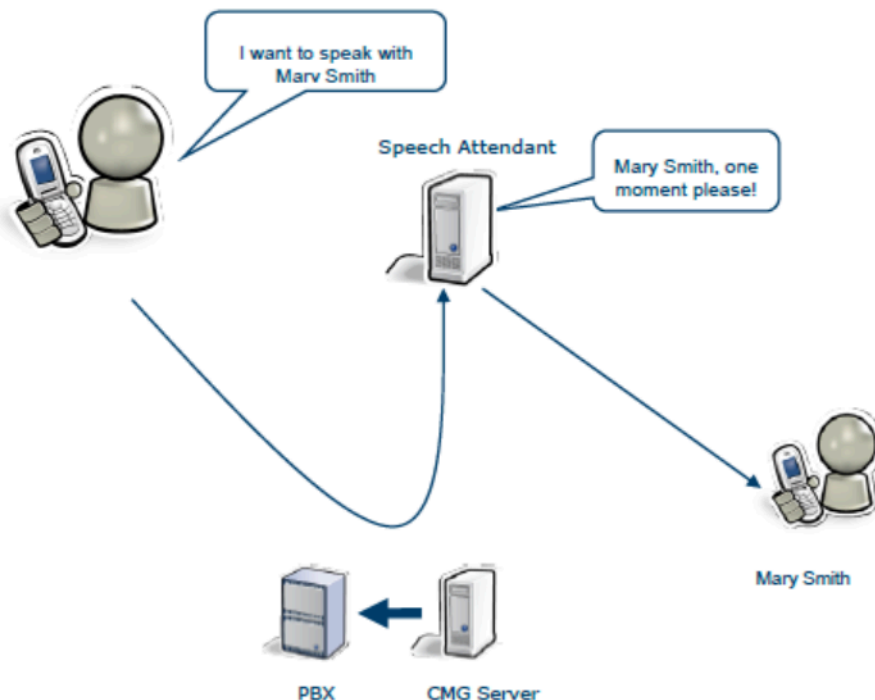 I want to speak with
Mary Smith
Speech Attendant
Mary Smith, one
moment please!
Mary Smith
PBX
CMG Server